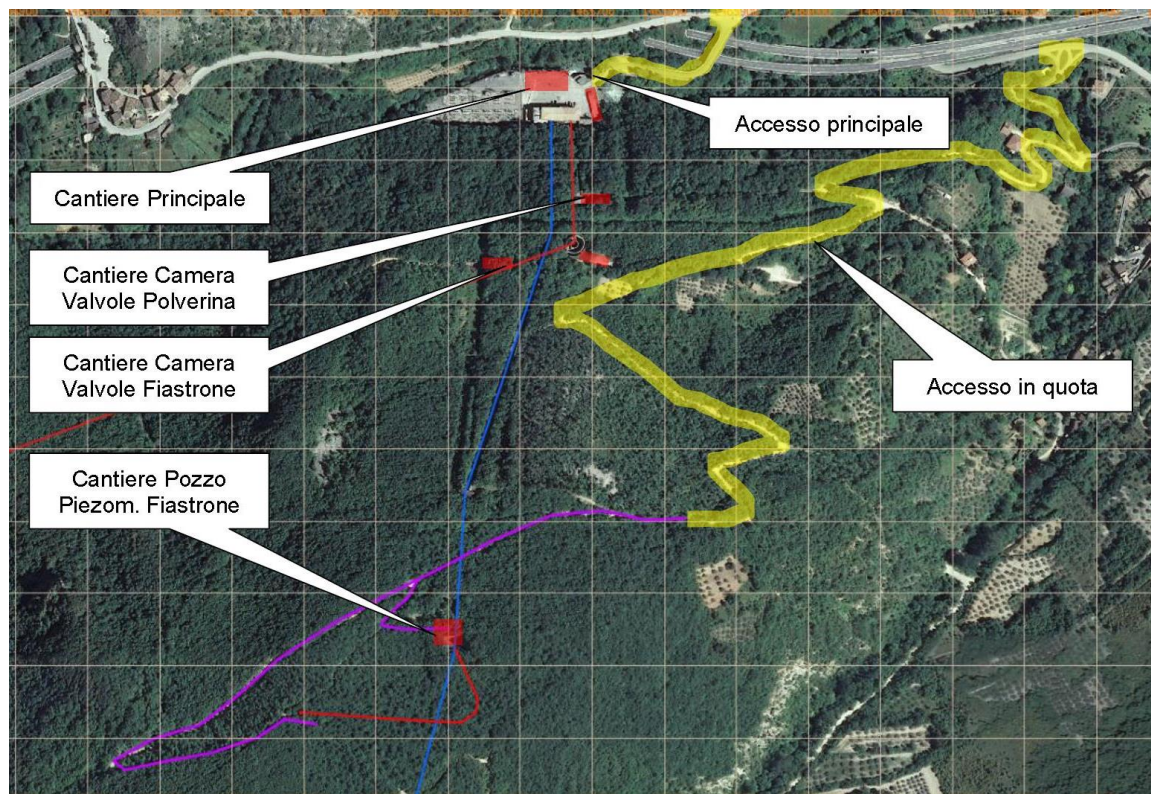 Accesso principale
Cantiere Principale
Cantiere Camera
Valvole Polverina
Cantiere Camera
Valvole Fiastrone
Accesso in quota
Cantiere Pozzo
Piezom. Fiastrone